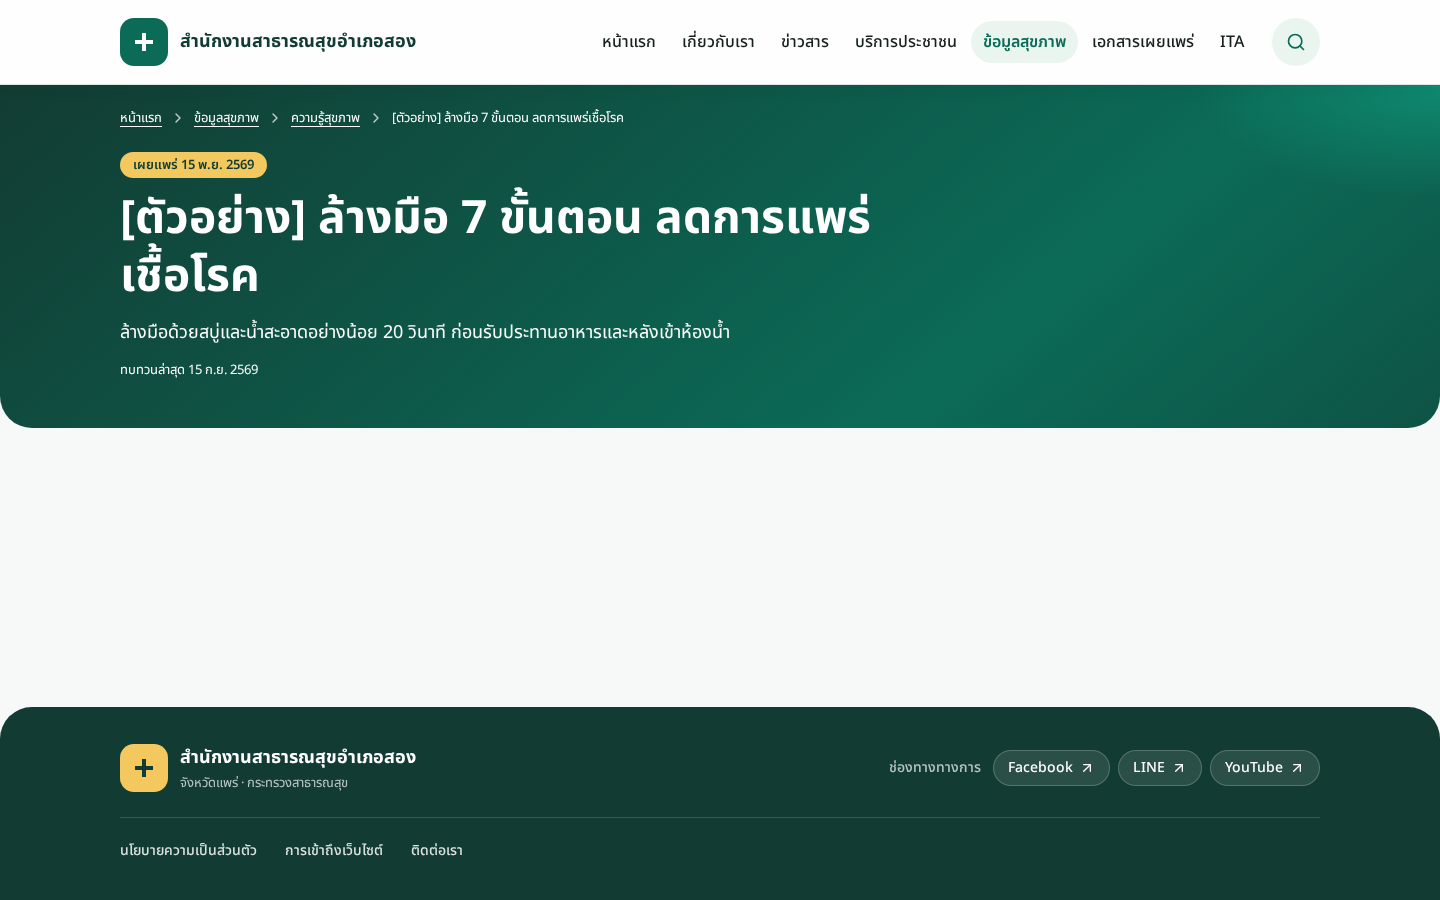 สำนักงานสาธารณสุขอำเภอสอง
หน้าแรก เกี่ยวกับเรา ข่าวสาร บริการประชาชน ข้อมูลสุขภาพ เอกสารเผยแพร่ ITA
หน้าแรก ข้อมูลสุขภาพ ความรู้สุขภาพ [ตัวอย่าง] ล้างมือ 7 ขั้นตอน ลดการแพร่เชื้อโรค
เผยแพร่ 15 พ.ย. 2569
[ตัวอย่าง] ล้างมือ 7 ขั้นตอน ลดการแพร่
เชื้อโรค
ล้างมือด้วยสบู่และน้ำสะอาดอย่างน้อย 20 วินาที ก่อนรับประทานอาหารและหลังเข้าห้องน้ำ
ทบทวนล่าสุด 15 ก.ย. 2569
สำนักงานสาธารณสุขอำเภอสอง
จังหวัดแพร่ · กระทรวงสาธารณสุข
ช่องทางทางการ Facebook LINE YouTube
นโยบายความเป็นส่วนตัว การเข้าถึงเว็บไซต์ ติดต่อเรา